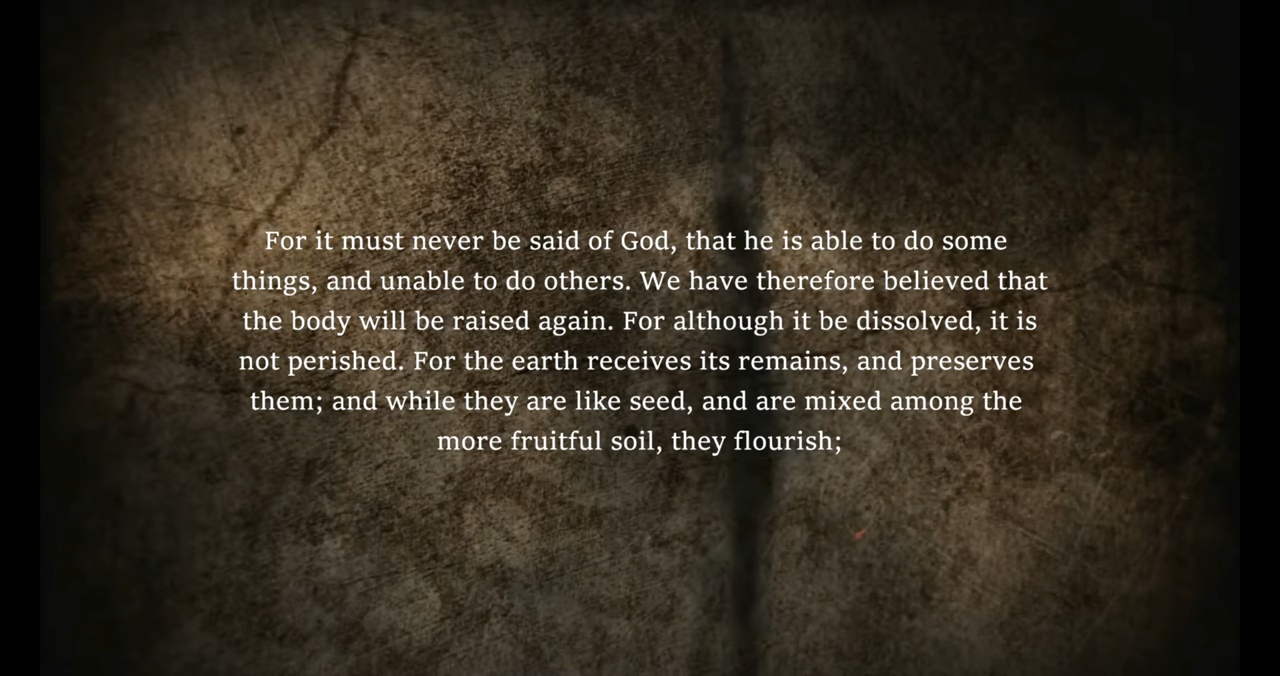 For it must never be said of God, that he is able to do some
things, and unable to do others. We have therefore believed that
the body will be raised again. For although it be dissolved, it is
not perished. For the earth receives its remains, and preserves
them; and while they are like seed, and are mixed among the
more fruitful soil, they flourish;